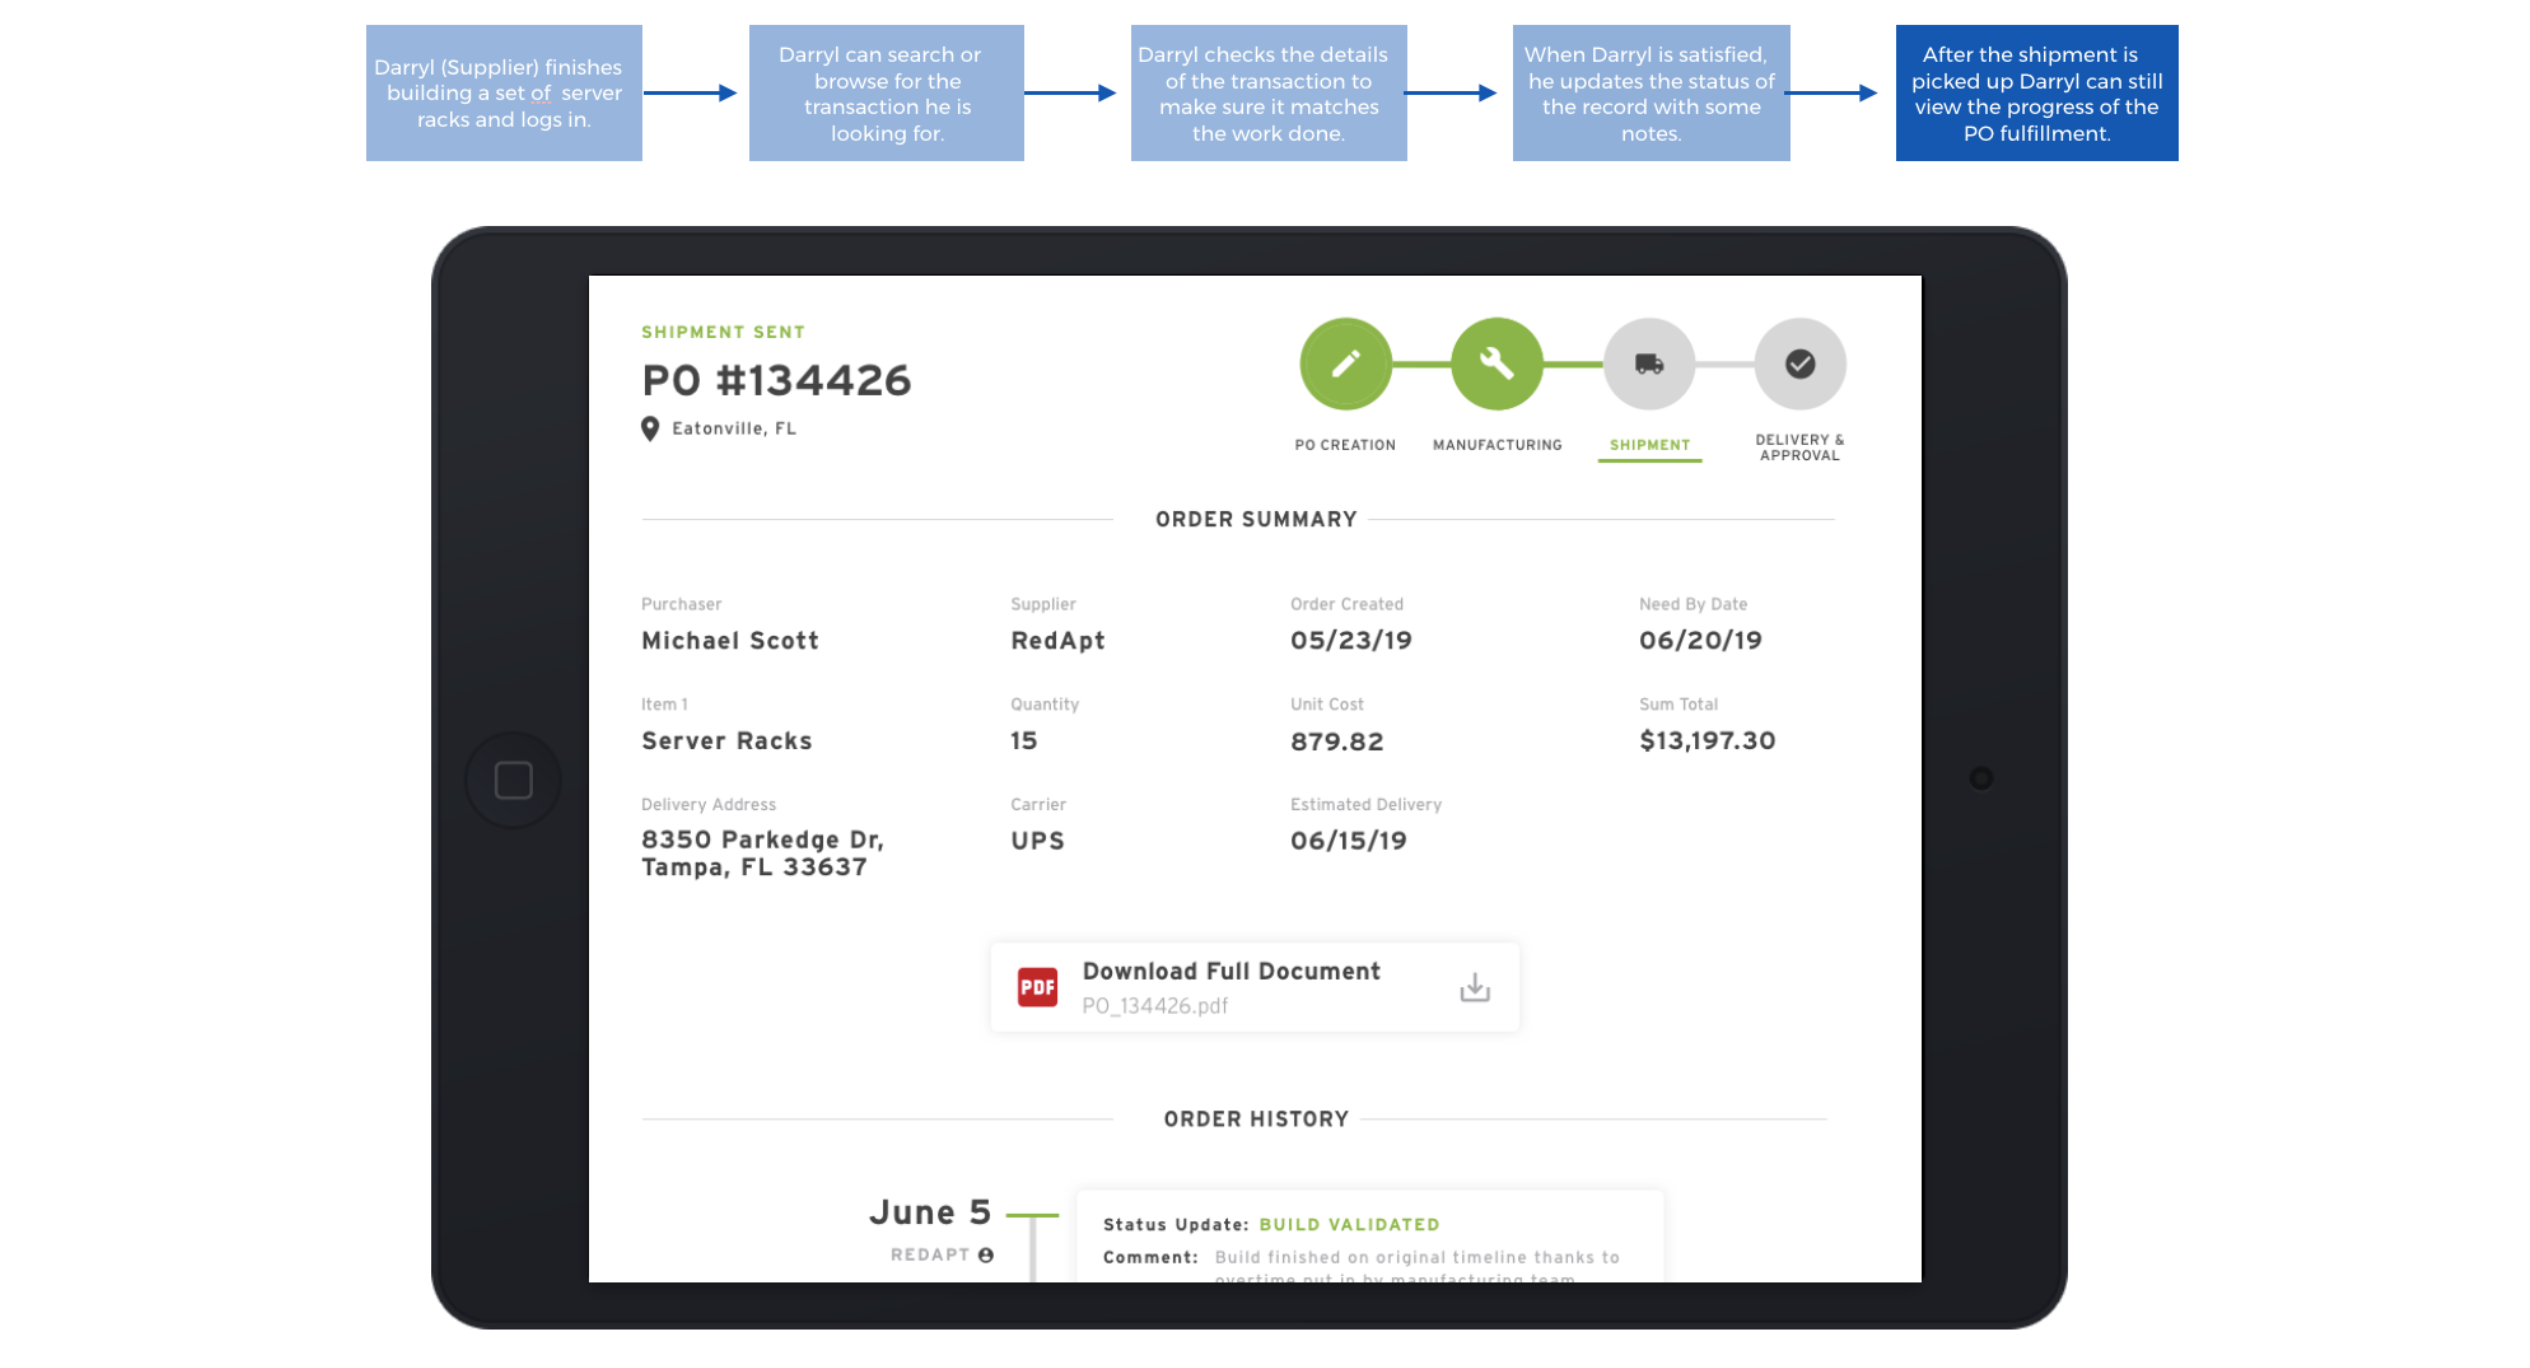 Darryl (Supplier) finishes
building a set of server
racks and logs in.
Darryl can search or
browse for the
transaction he is
looking for.
Darryl checks the details
of the transaction to
make sure it matches
the work done.
When Darryl is satisfied,
he updates the status of
the record with some
notes.
After the shipment is
picked up Darryl can still
view the progress of the
PO fulfillment.
SHIPMENT SENT
PO #134426
Eatonville, FL
PO CREATION
MANUFACTURING
SHIPMENT
DELIVERY &
APPROVAL
ORDER SUMMARY
Purchaser
Michael Scott
Supplier
RedApt
Order Created
05/23/19
Need By Date
06/20/19
Item 1
Server Racks
Quantity
15
Unit Cost
879.82
Sum Total
$13,197.30
Delivery Address
8350 Parkedge Dr,
Tampa, FL 33637
Carrier
UPS
Estimated Delivery
06/15/19
PDF
Download Full Document
PO_134426.pdf
ORDER HISTORY
June 5
REDAPT
Status Update: BUILD VALIDATED
Comment: Build finished on original timeline thanks to
overtime put in by manufacturing team